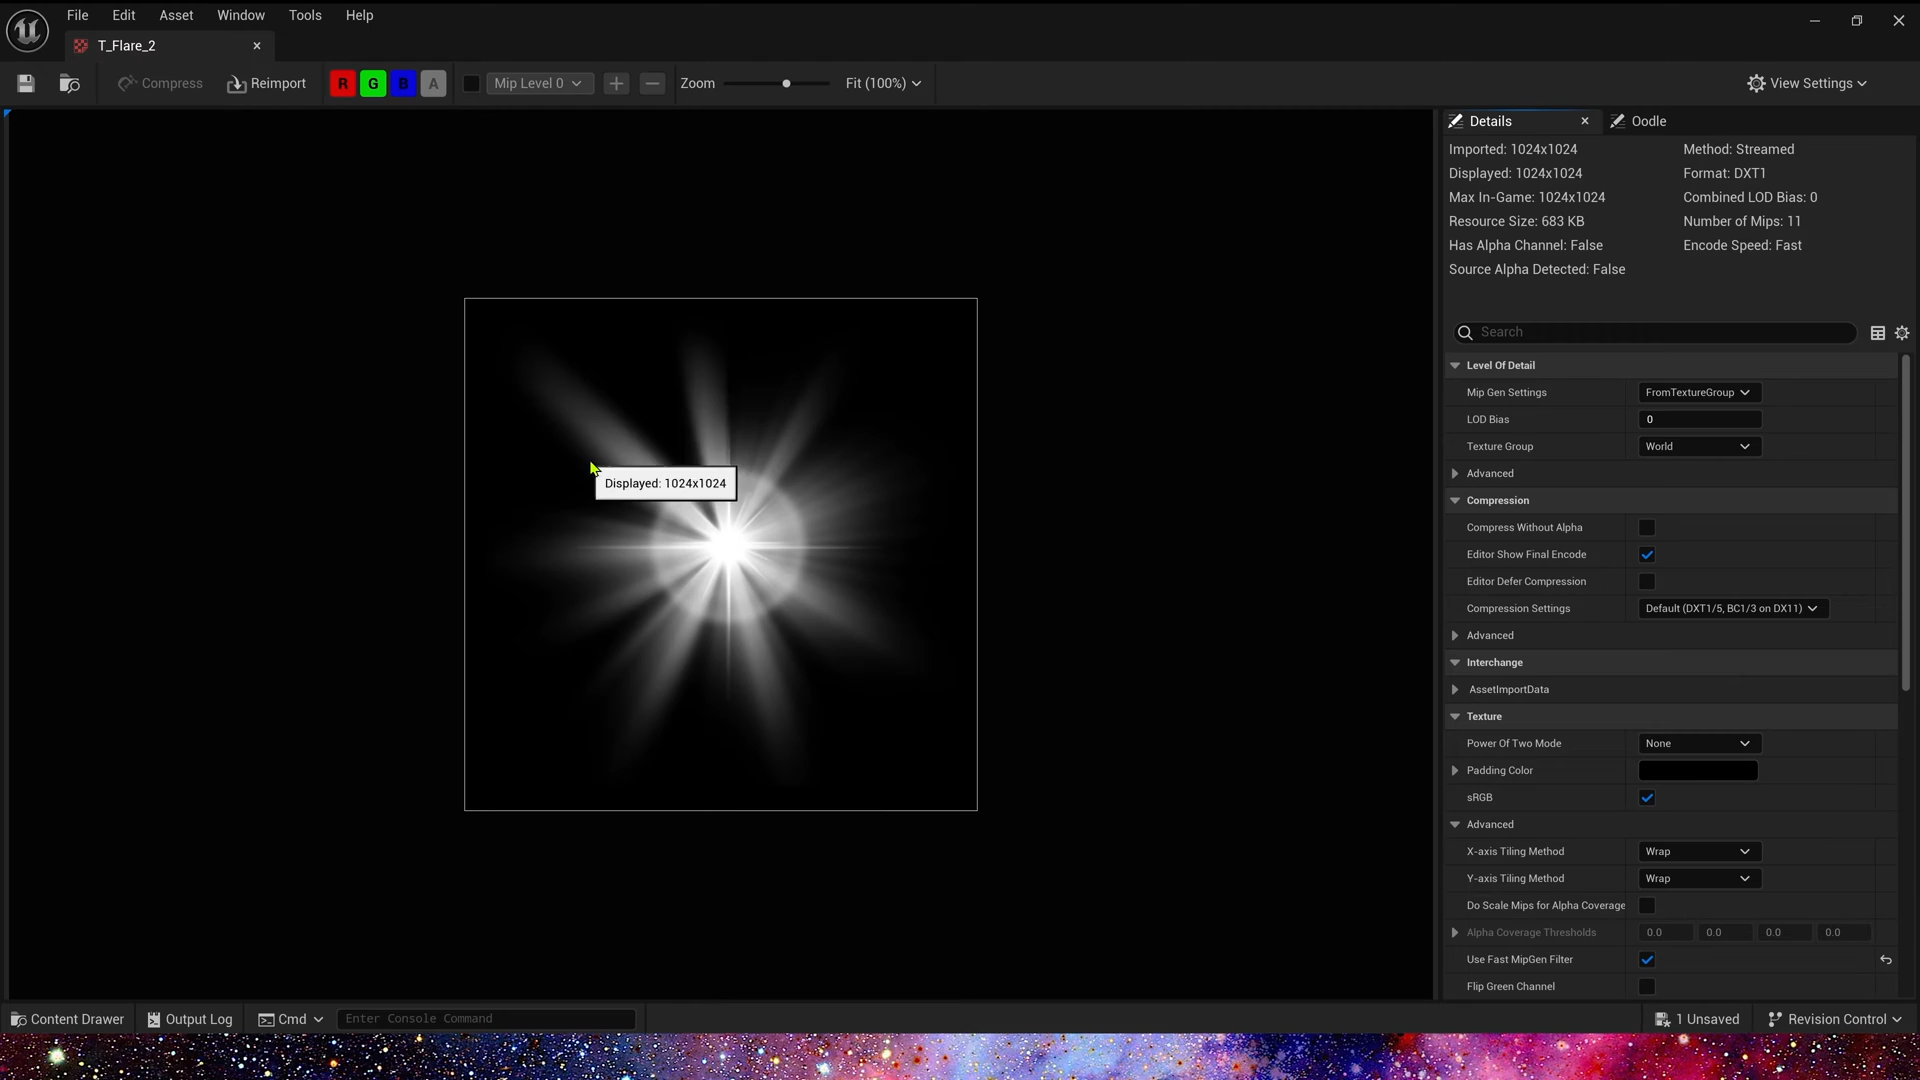 File Edit Asset Window Tools Help
T_Flare_2
Compress Reimport R G B A Mip Level 0 Zoom Fit (100%) View Settings
Details Oodle
Imported: 1024x1024 Method: Streamed
Displayed: 1024x1024 Format: DXT1
Max In-Game: 1024x1024 Combined LOD Bias: 0
Resource Size: 683 KB Number of Mips: 11
Has Alpha Channel: False Encode Speed: Fast
Source Alpha Detected: False
Search
Level Of Detail
Mip Gen Settings FromTextureGroup
LOD Bias 0
Texture Group World
Advanced
Displayed: 1024x1024
Compression
Compress Without Alpha
Editor Show Final Encode
Editor Defer Compression
Compression Settings Default (DXT1/5, BC1/3 on DX11)
Advanced
Interchange
AssetImportData
Texture
Power Of Two Mode None
Padding Color
sRGB
Advanced
X-axis Tiling Method Wrap
Y-axis Tiling Method Wrap
Do Scale Mips for Alpha Coverage
Alpha Coverage Thresholds 0.0 0.0 0.0 0.0
Use Fast MipGen Filter
Flip Green Channel
Content Drawer Output Log Cmd Enter Console Command 1 Unsaved Revision Control